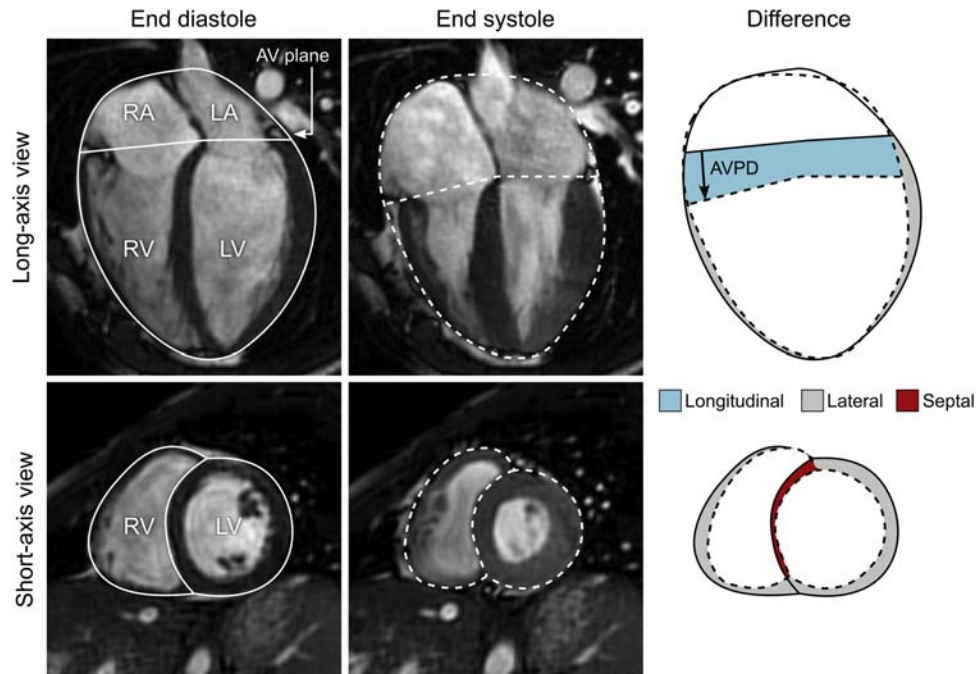 End diastole
End systole
Difference
Long-axis view
AV plane
RA
LA
RV
LV
AVPD
Longitudinal
Lateral
Septal
Short-axis view
RV
LV